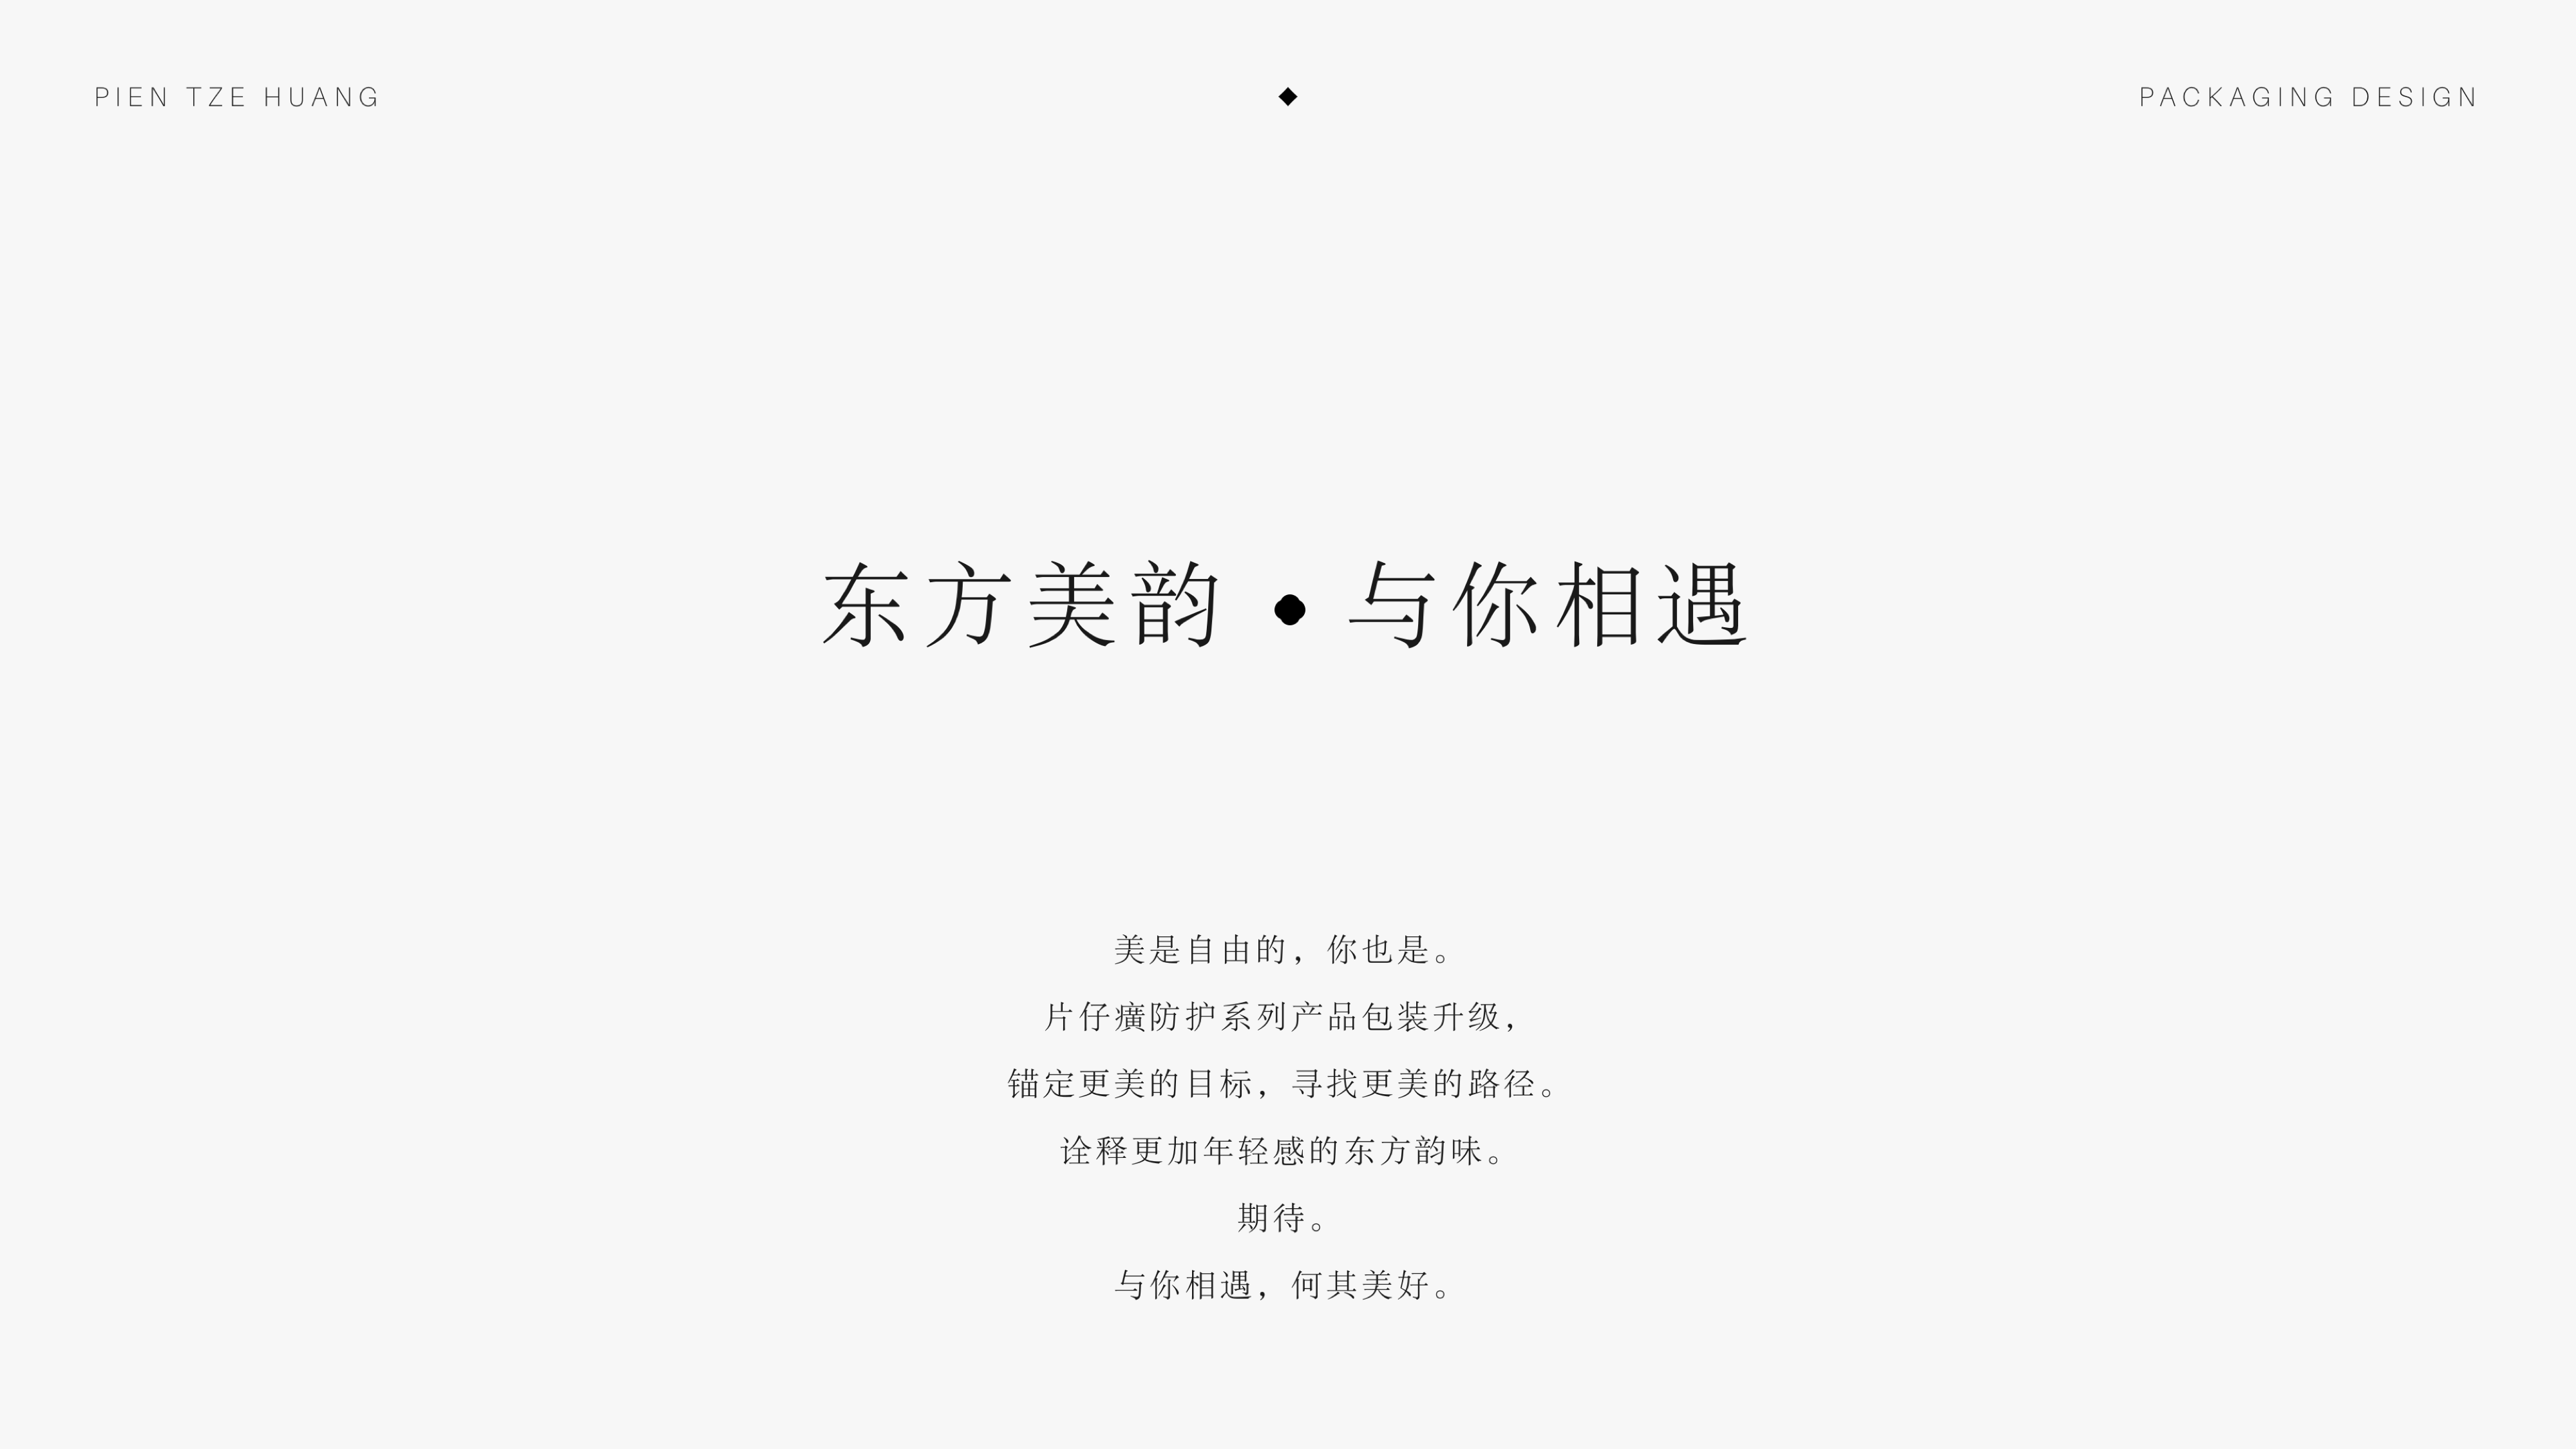 PIEN TZE HUANG
PACKAGING DESIGN
东方美韵 • 与你相遇
美是自由的，你也是。
片仔癀防护系列产品包装升级，
锚定更美的目标，寻找更美的路径。
诠释更加年轻感的东方韵味。
期待。
与你相遇，何其美好。